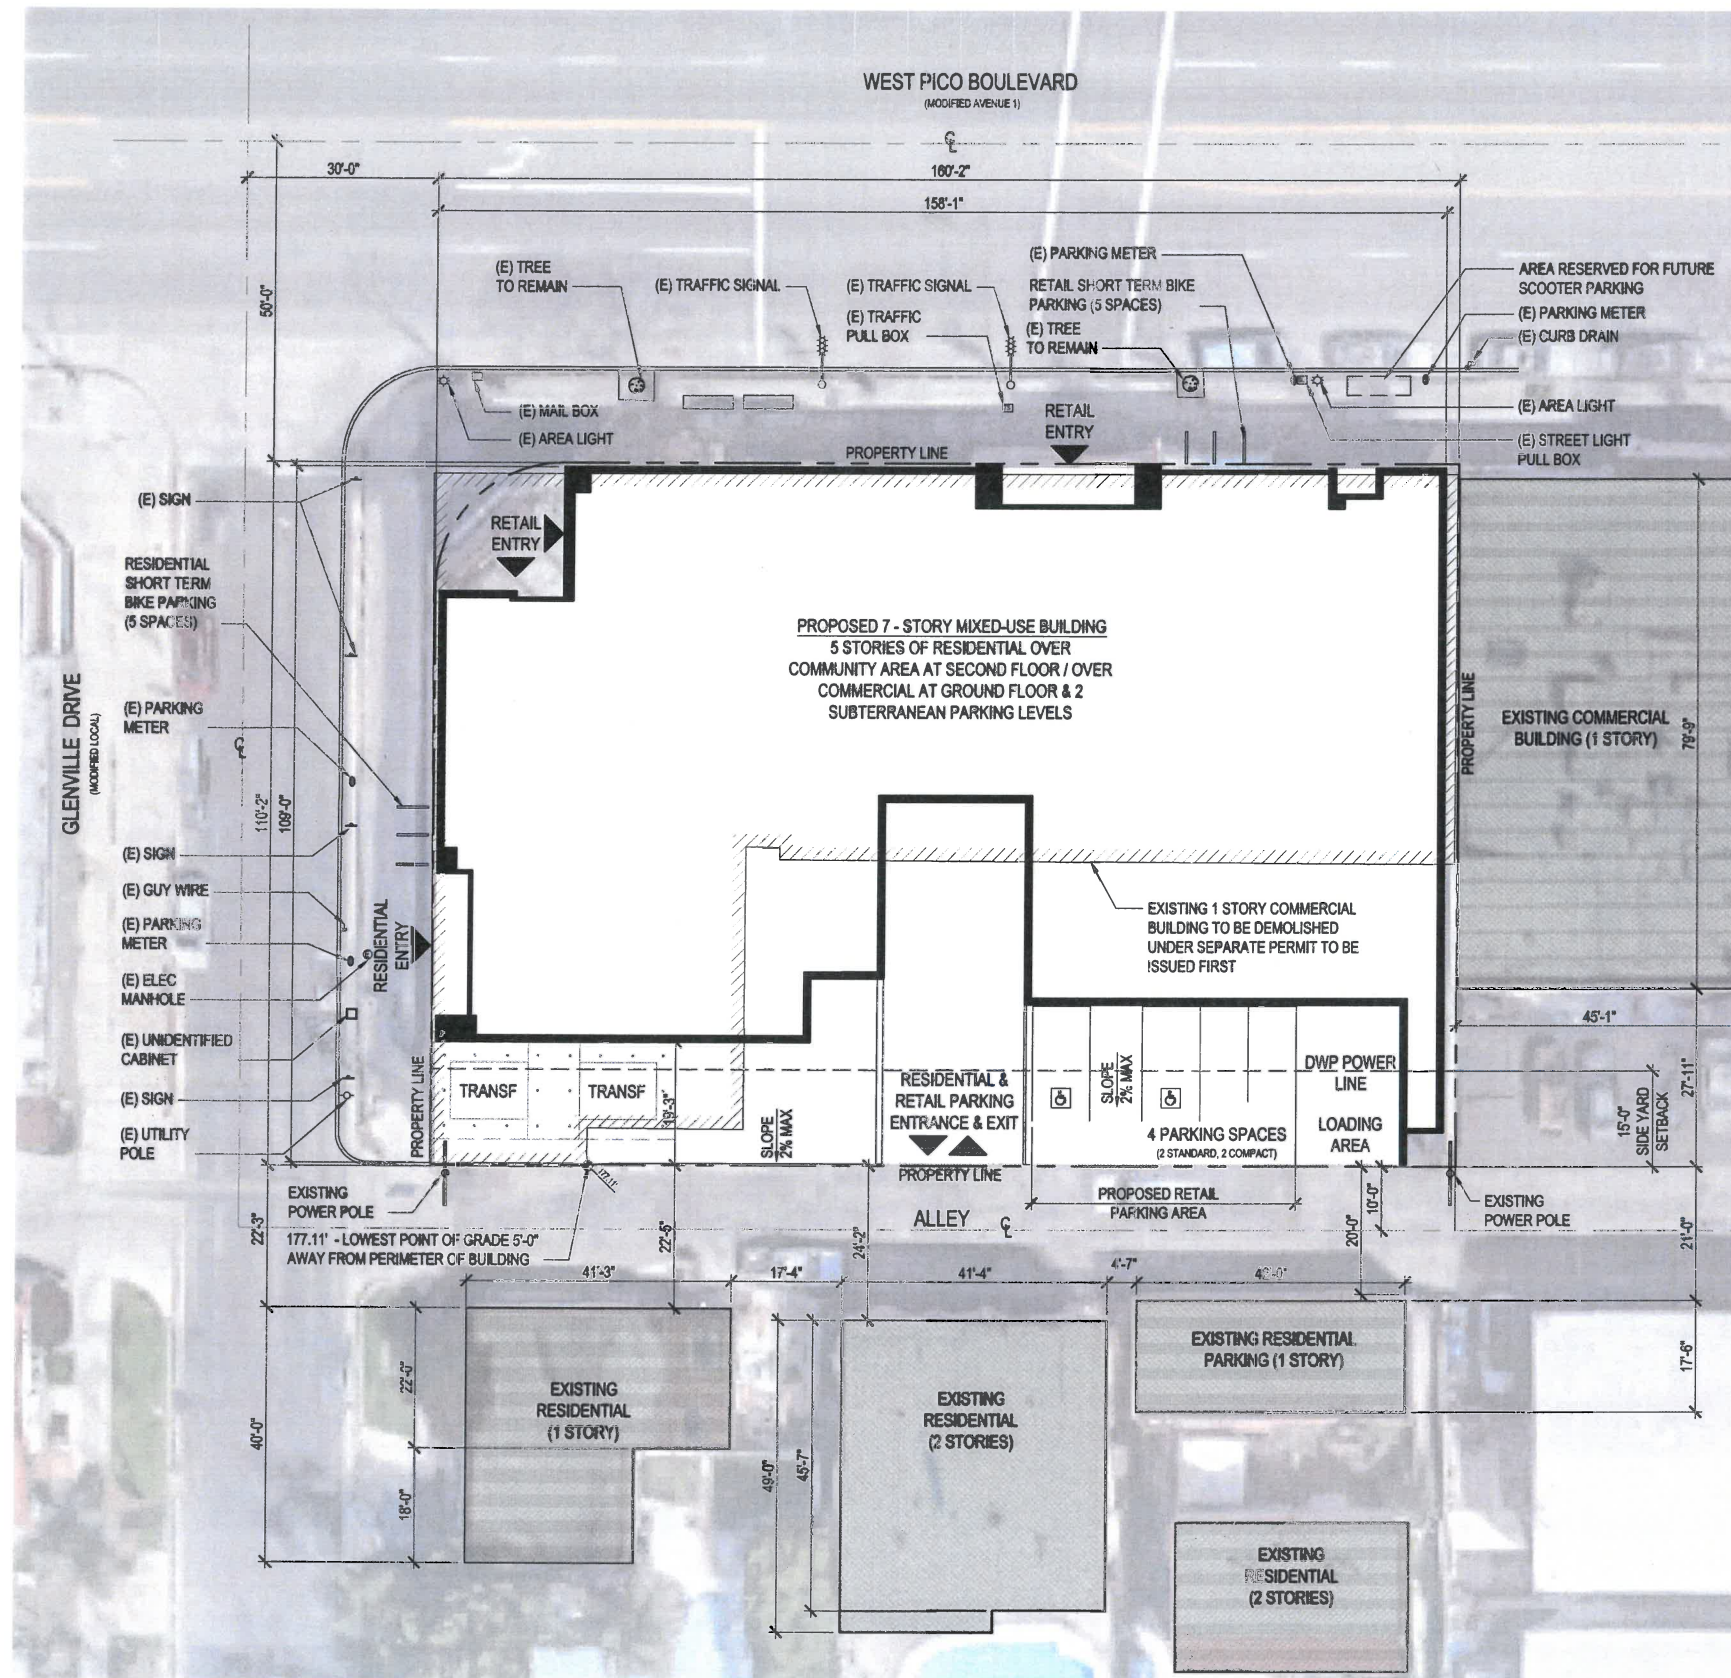 WEST PICO BOULEVARD
(MODIFIED AVENUE 1)
CL
30'-0"
160'-2"
158'-1"
50'-0"
(E) TREE
TO REMAIN
(E) TRAFFIC SIGNAL
(E) TRAFFIC SIGNAL
(E) TRAFFIC
PULL BOX
(E) PARKING METER
RETAIL SHORT TERM BIKE
PARKING (5 SPACES)
(E) TREE
TO REMAIN
AREA RESERVED FOR FUTURE
SCOOTER PARKING
(E) PARKING METER
(E) CURB DRAIN
(E) MAIL BOX
(E) AREA LIGHT
RETAIL
ENTRY
(E) AREA LIGHT
(E) STREET LIGHT
PULL BOX
PROPERTY LINE
(E) SIGN
RETAIL
ENTRY
RESIDENTIAL
SHORT TERM
BIKE PARKING
(5 SPACES)
PROPOSED 7 - STORY MIXED-USE BUILDING
5 STORIES OF RESIDENTIAL OVER
COMMUNITY AREA AT SECOND FLOOR / OVER
COMMERCIAL AT GROUND FLOOR & 2
SUBTERRANEAN PARKING LEVELS
GLENVILLE DRIVE
(MODIFIED LOCAL)
(E) PARKING
METER
CL
PROPERTY LINE
EXISTING COMMERCIAL
BUILDING (1 STORY)
79'-9"
110'-2"
109'-0"
(E) SIGN
(E) GUY WIRE
(E) PARKING
METER
(E) ELEC
MANHOLE
(E) UNIDENTIFIED
CABINET
(E) SIGN
(E) UTILITY
POLE
RESIDENTIAL
ENTRY
EXISTING 1 STORY COMMERCIAL
BUILDING TO BE DEMOLISHED
UNDER SEPARATE PERMIT TO BE
ISSUED FIRST
45'-1"
PROPERTY LINE
TRANSF
TRANSF
19'-3"
SLOPE
2% MAX
RESIDENTIAL &
RETAIL PARKING
ENTRANCE & EXIT
SLOPE
2% MAX
DWP POWER
LINE
4 PARKING SPACES
(2 STANDARD, 2 COMPACT)
LOADING
AREA
15'-0"
SIDE YARD
SETBACK
27'-11"
177.11'
PROPERTY LINE
EXISTING
POWER POLE
ALLEY
CL
PROPOSED RETAIL
PARKING AREA
10'-0"
20'-0"
EXISTING
POWER POLE
22'-3"
177.11' - LOWEST POINT OF GRADE 5'-0"
AWAY FROM PERIMETER OF BUILDING
22'-5"
24'-2"
21'-0"
41'-3"
17'-4"
41'-4"
4'-7"
42'-0"
EXISTING RESIDENTIAL
PARKING (1 STORY)
17'-6"
22'-0"
EXISTING
RESIDENTIAL
(1 STORY)
EXISTING
RESIDENTIAL
(2 STORIES)
40'-0"
49'-0"
45'-7"
18'-0"
EXISTING
RESIDENTIAL
(2 STORIES)